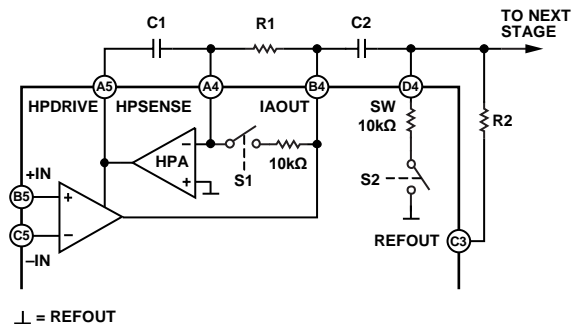 C1
R1
C2
TO NEXT
STAGE
A5
A4
B4
D4
HPDRIVE
HPSENSE
IAOUT
SW
10kΩ
R2
HPA
−
+
10kΩ
S1
S2
+IN
B5
+
C5
−
−IN
REFOUT
C3
⊥ = REFOUT